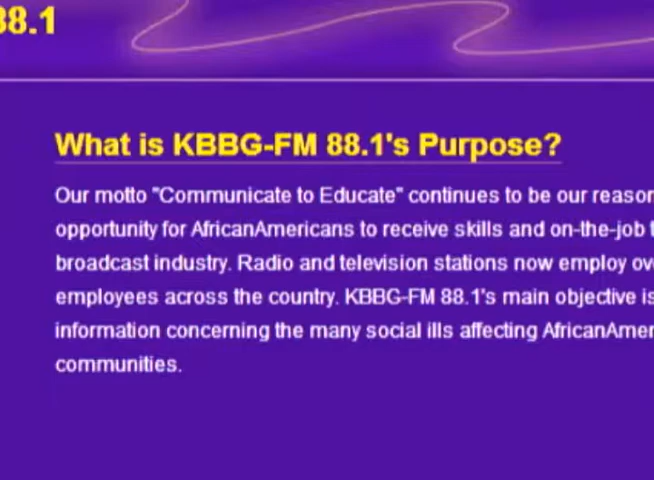 88.1
What is KBBG-FM 88.1's Purpose?
Our motto "Communicate to Educate" continues to be our
opportunity for AfricanAmericans to receive skills and on-the-job
broadcast industry. Radio and television stations now employ
employees across the country. KBBG-FM 88.1's main objective is
information concerning the many social ills affecting
communities.